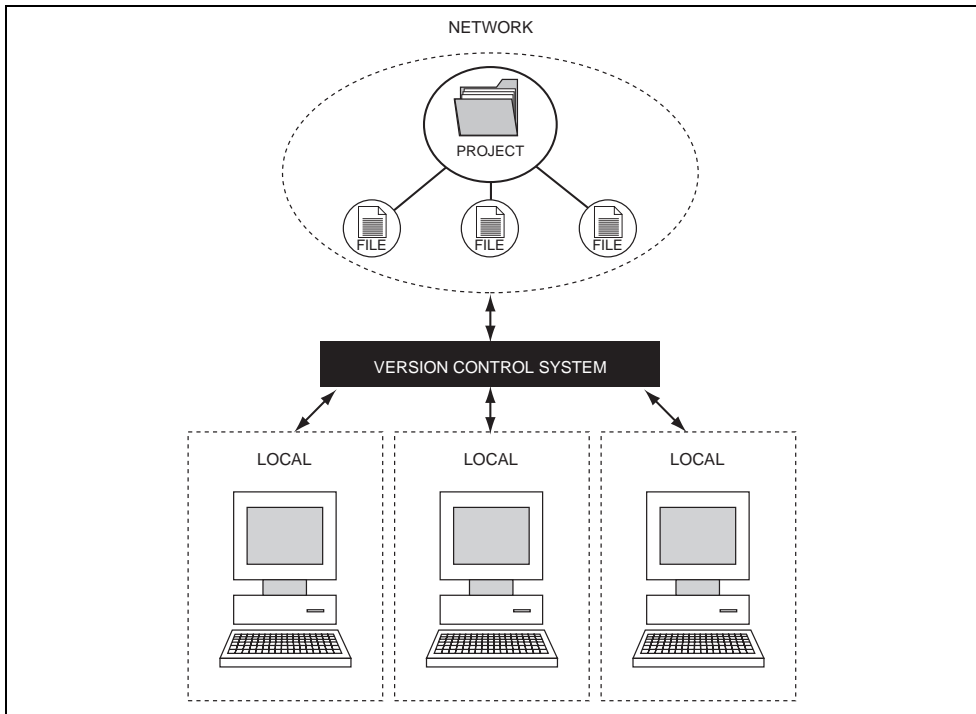 NETWORK
PROJECT
FILE
FILE
FILE
VERSION CONTROL SYSTEM
LOCAL
LOCAL
LOCAL